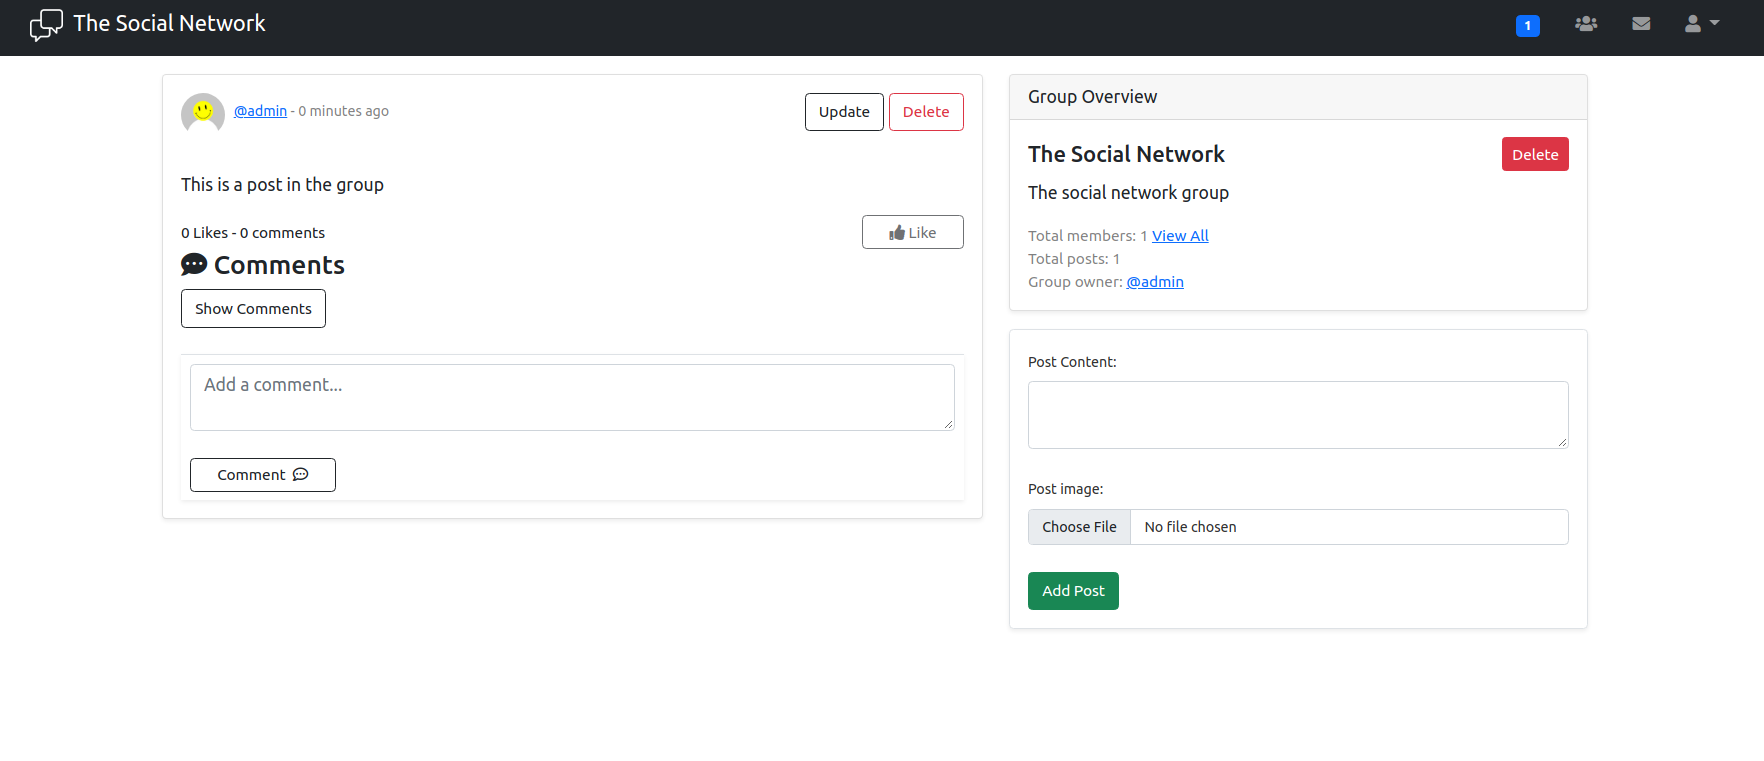 The Social Network
1
@admin - 0 minutes ago
Update
Delete
This is a post in the group
0 Likes - 0 comments
Like
Comments
Show Comments
Add a comment...
Comment
Group Overview
The Social Network
Delete
The social network group
Total members: 1 View All
Total posts: 1
Group owner: @admin
Post Content:
Post image:
Choose File
No file chosen
Add Post